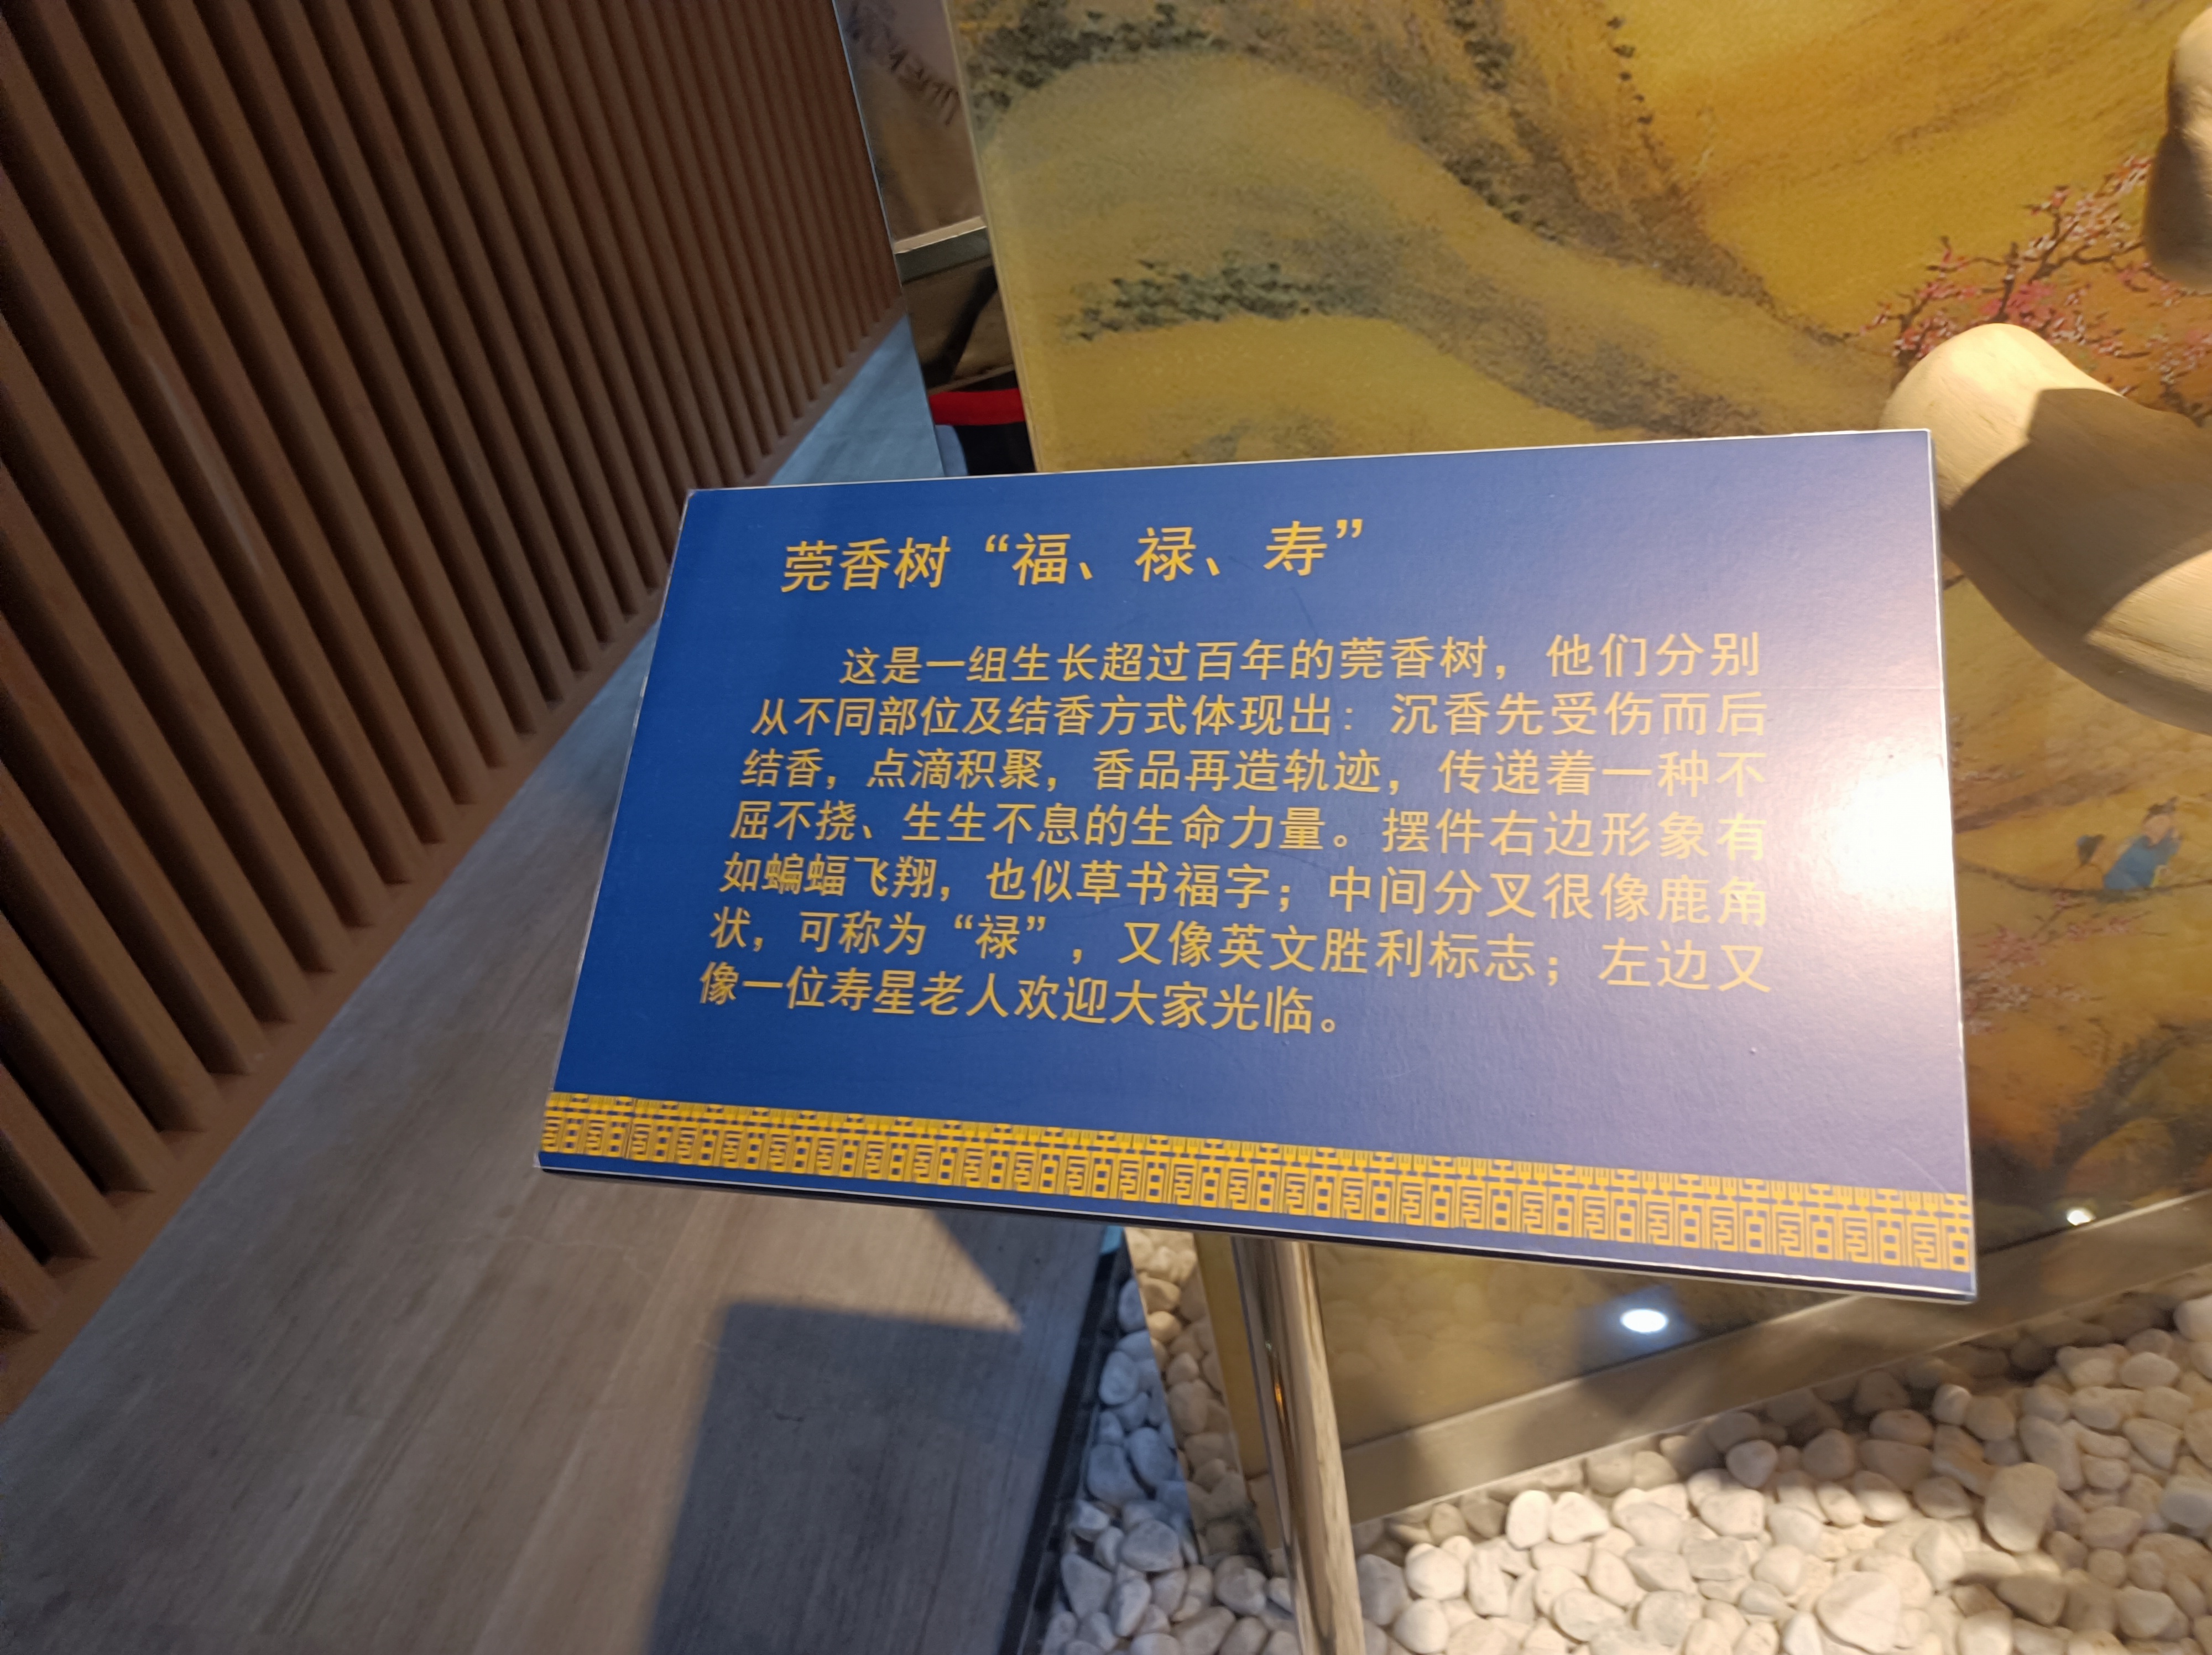 莞香树“福、禄、寿”
这是一组生长超过百年的莞香树，他们分别
从不同部位及结香方式体现出：沉香先受伤而后
结香，点滴积聚，香品再造轨迹，传递着一种不
屈不挠、生生不息的生命力量。摆件右边形象有
如蝙蝠飞翔，也似草书福字；中间分叉很像鹿角
状，可称为“禄”，又像英文胜利标志；左边又
像一位寿星老人欢迎大家光临。